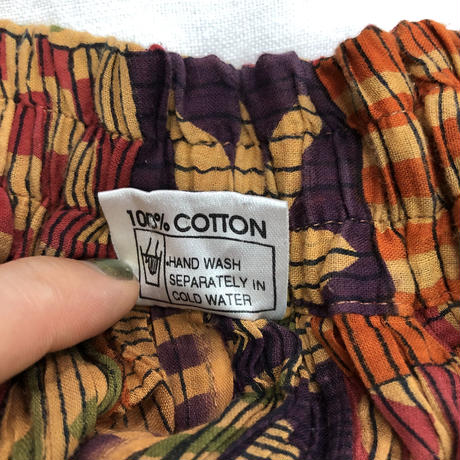 100% COTTON
HAND WASH
SEPARATELY IN
COLD WATER